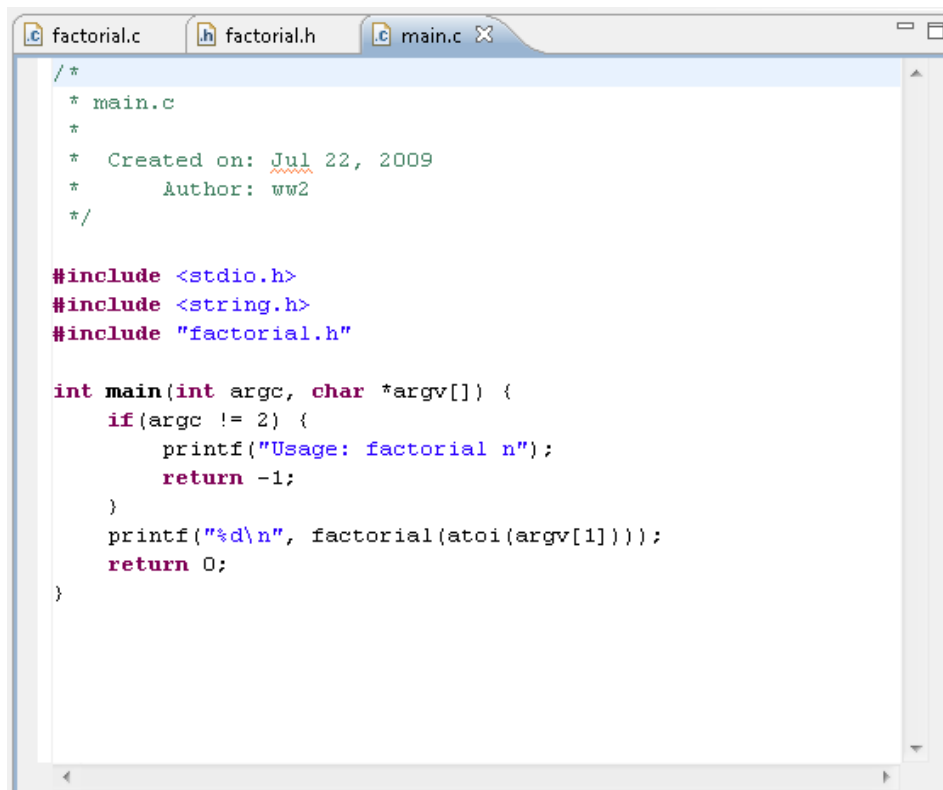 factorial.c factorial.h main.c
/*
 * main.c
 *
 *  Created on: Jul 22, 2009
 *      Author: ww2
 */
#include <stdio.h>
#include <string.h>
#include "factorial.h"
int main(int argc, char *argv[]) {
    if(argc != 2) {
        printf("Usage: factorial n");
        return -1;
    }
    printf("%d\n", factorial(atoi(argv[1])));
    return 0;
}